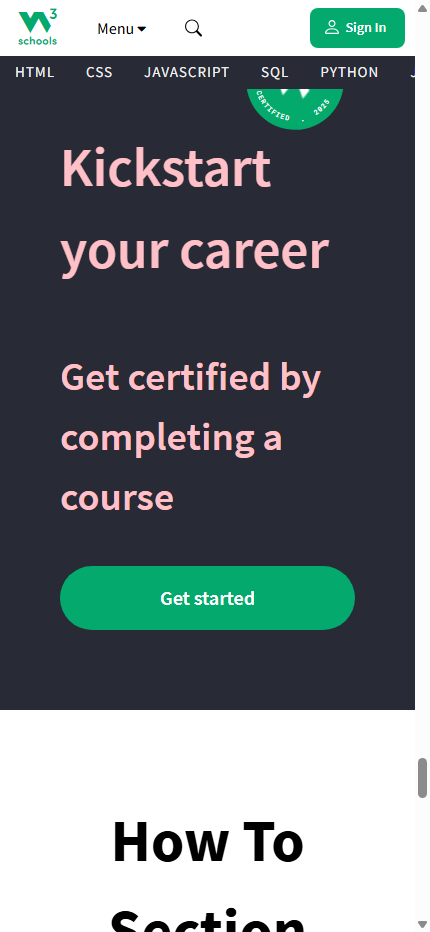 3
schools
Menu
Sign In
HTML CSS JAVASCRIPT SQL PYTHON
CERTIFIED . 2025
Kickstart
your career
Get certified by
completing a
course
Get started
How To
Section